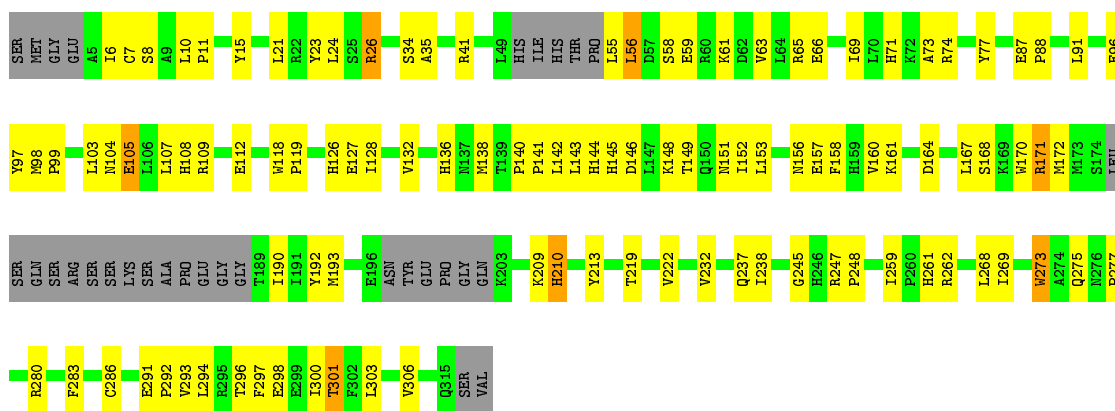 SER MET GLY GLU A5 I6 C7 S8 A9 L10 P11 Y15 L21 R22 Y23 L24 S25 R26 S34 A35 R41 L49 HIS ILE HIS THR PRO L55 L56 D57 S58 E59 R60 K61 D62 V63 L64 R65 E66 I69 L70 H71 K72 A73 R74 Y77 E87 P88 L91 E96
Y97 M98 P99 L103 N104 E105 L106 L107 H108 R109 E112 W118 P119 H126 E127 I128 V132 H136 N137 M138 T139 P140 P141 L142 L143 H144 H145 D146 L147 K148 T149 Q150 N151 I152 L153 N156 E157 F158 H159 V160 K161 D164 L167 S168 K169 W170 R171 M172 M173 S174 LEU
SER GLN SER SER ARG SER SER LYS SER ALA PRO GLU GLY GLY T189 I190 I191 Y192 M193 E196 ASN TYR GLU PRO GLY GLN K203 K209 H210 Y213 T219 V222 V232 Q237 I238 G245 H246 R247 P248 I259 P260 H261 R262 L268 I269 W273 A274 Q275 N276 P277
R280 F283 C286 E291 P292 V293 L294 R295 T296 F297 E298 E299 I300 T301 F302 L303 V306 Q315 SER VAL